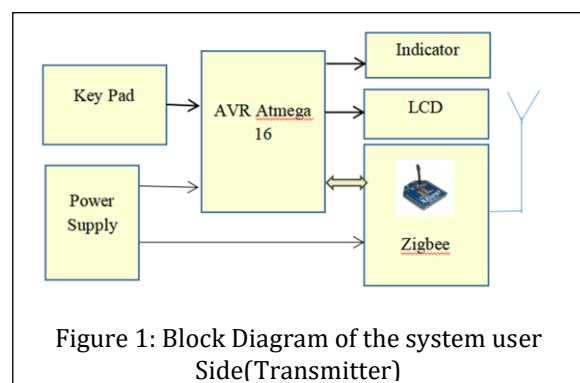 Indicator
Key Pad
AVR Atmega
16
LCD
Power
Supply
Zigbee
Figure 1: Block Diagram of the system user
Side(Transmitter)